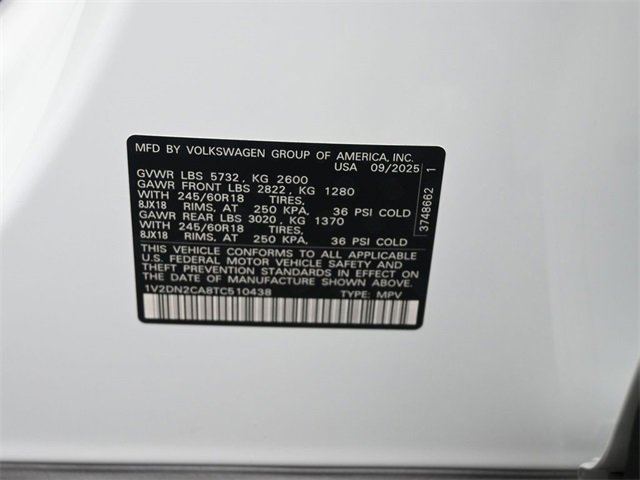 MFD BY VOLKSWAGEN GROUP OF AMERICA, INC.
USA 09/2025
GVWR LBS 5732, KG 2600
GAWR FRONT LBS 2822, KG 1280
WITH 245/60R18 TIRES,
8JX18 RIMS, AT 250 KPA, 36 PSI COLD
GAWR REAR LBS 3020, KG 1370
WITH 245/60R18 TIRES,
8JX18 RIMS, AT 250 KPA, 36 PSI COLD
THIS VEHICLE CONFORMS TO ALL APPLICABLE
U.S. FEDERAL MOTOR VEHICLE SAFETY AND
THEFT PREVENTION STANDARDS IN EFFECT ON
THE DATE OF MANUFACTURE SHOWN ABOVE.
1V2DN2CA8TC510438 TYPE: MPV
3748662 1